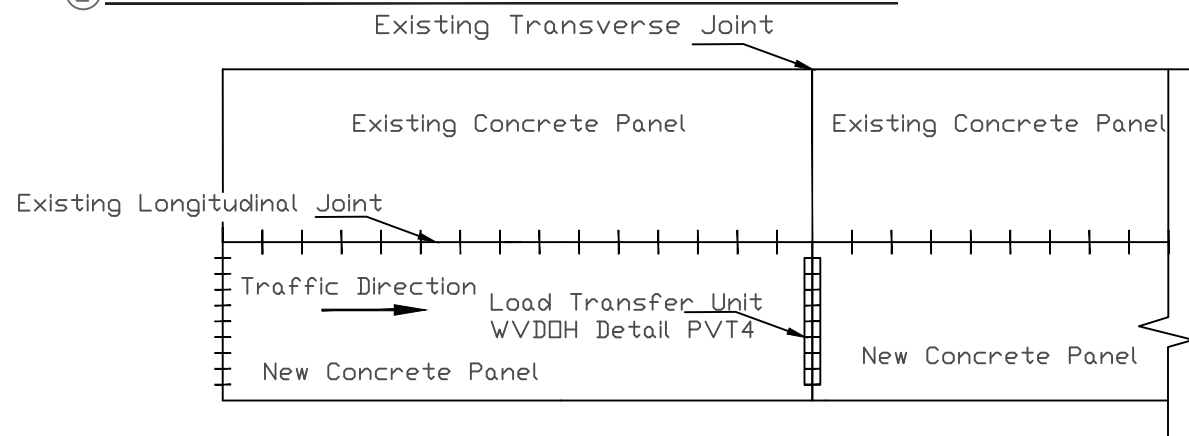 Existing Transverse Joint
Existing Concrete Panel
Existing Concrete Panel
Existing Longitudinal Joint
Traffic Direction
Load Transfer Unit
WVDOH Detail PVT4
New Concrete Panel
New Concrete Panel